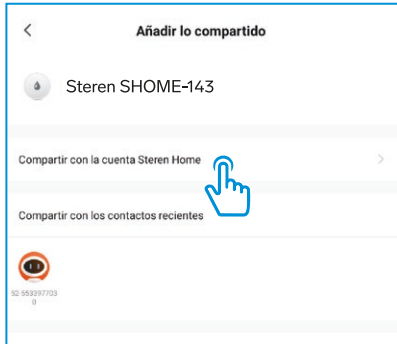 Añadir lo compartido
Steren SHOME-143
Compartir con la cuenta Steren Home
Compartir con los contactos recientes
52-553397703
0